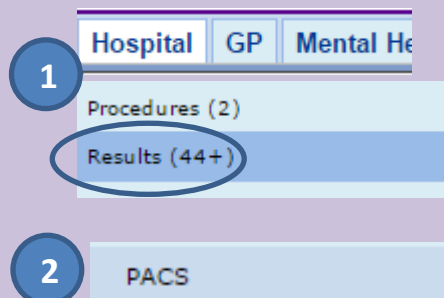 Hospital GP Mental He
1
Procedures (2)
Results (44+)
2 PACS